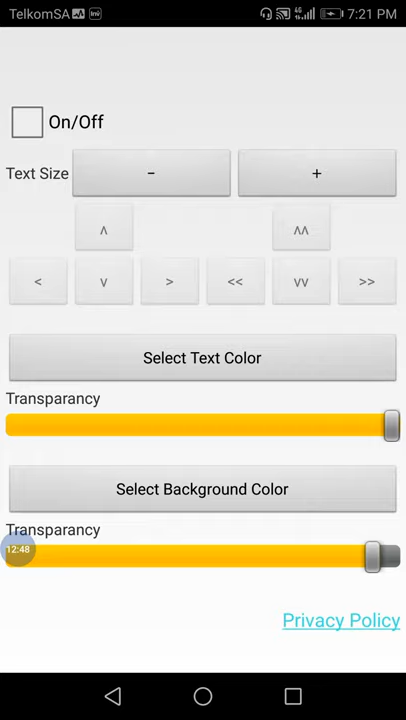 TelkomSA 7:21 PM
On/Off
Text Size - +
^ ^^
< v > << vv >>
Select Text Color
Transparancy
Select Background Color
Transparancy
12:48
Privacy Policy